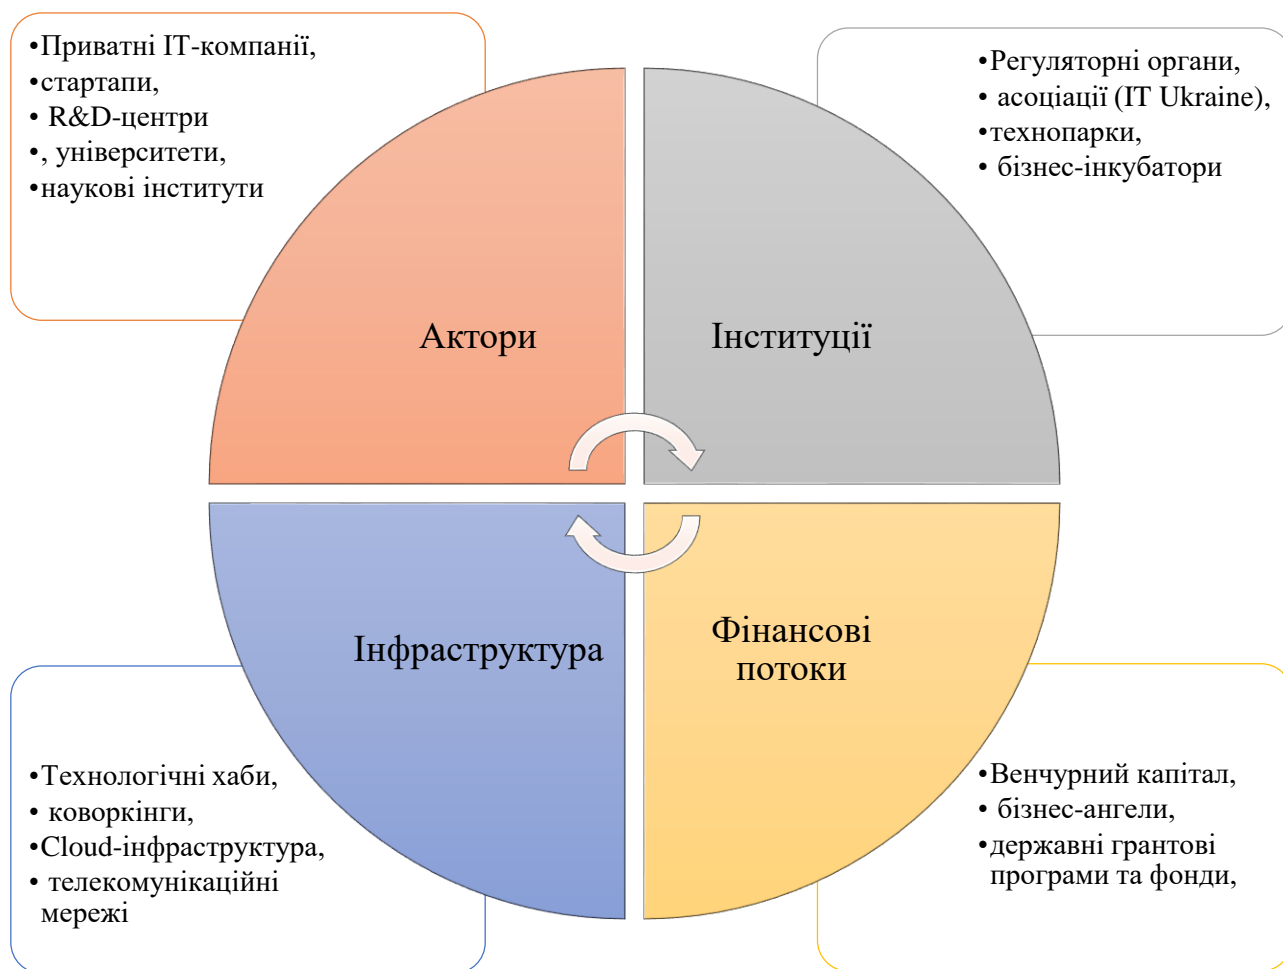 •Приватні ІТ-компанії,
•стартапи,
• R&D-центри
•, університети,
•наукові інститути
•Регуляторні органи,
• асоціації (IT Ukraine),
•технопарки,
• бізнес-інкубатори
Актори
Інституції
Інфраструктура
Фінансові
потоки
•Технологічні хаби,
• коворкінги,
•Cloud-інфраструктура,
• телекомунікаційні
мережі
•Венчурний капітал,
• бізнес-ангели,
•державні грантові
програми та фонди,